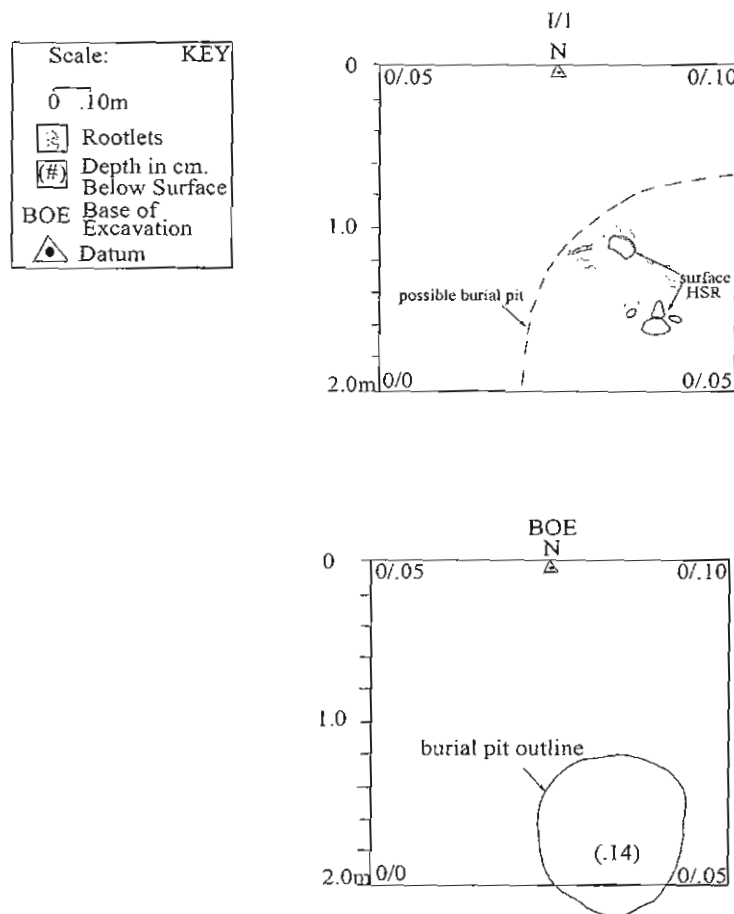 Scale: KEY
0 .10m
Rootlets
(#) Depth in cm.
Below Surface
BOE Base of
Excavation
Datum
I/1
N
0 0/.05 0/.10
1.0
surface
HSR
possible burial pit
2.0m 0/0 0/.05
BOE
N
0 0/.05 0/.10
1.0
burial pit outline
(.14)
2.0m 0/0 0/.05